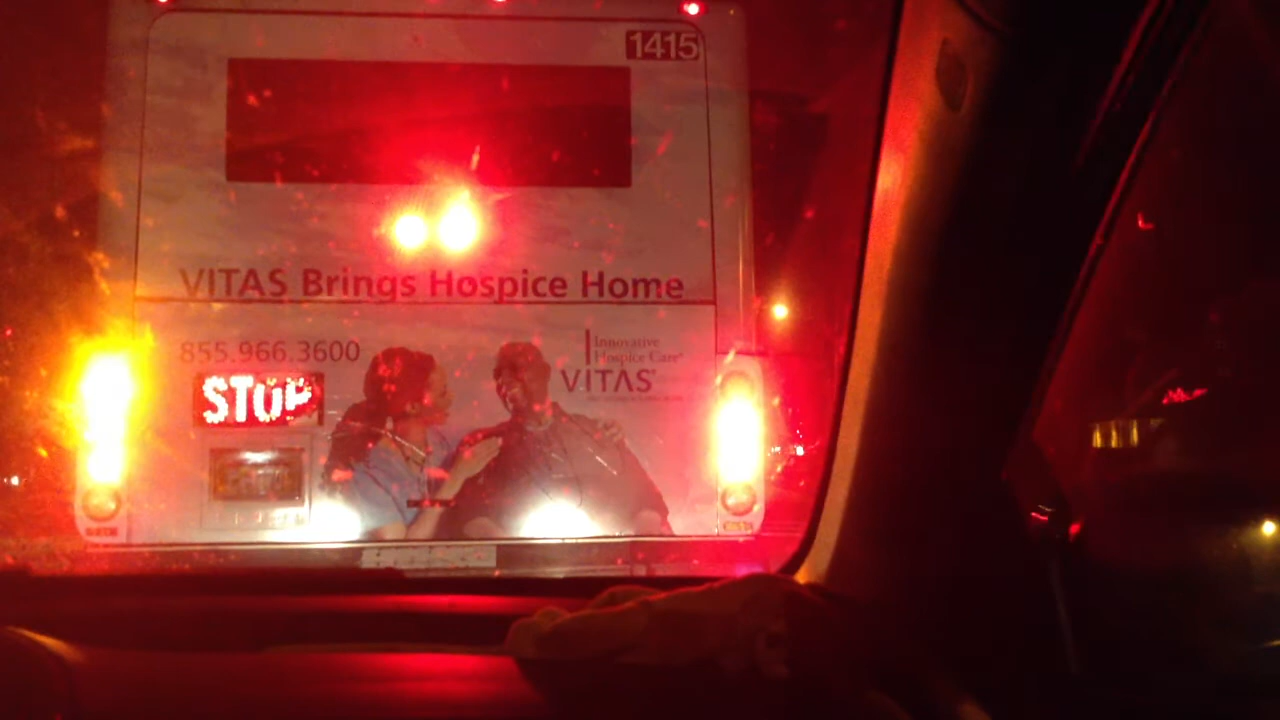 1415
VITAS Brings Hospice Home
855.966.3600
Innovative
Hospice Care®
VITAS®
STOP